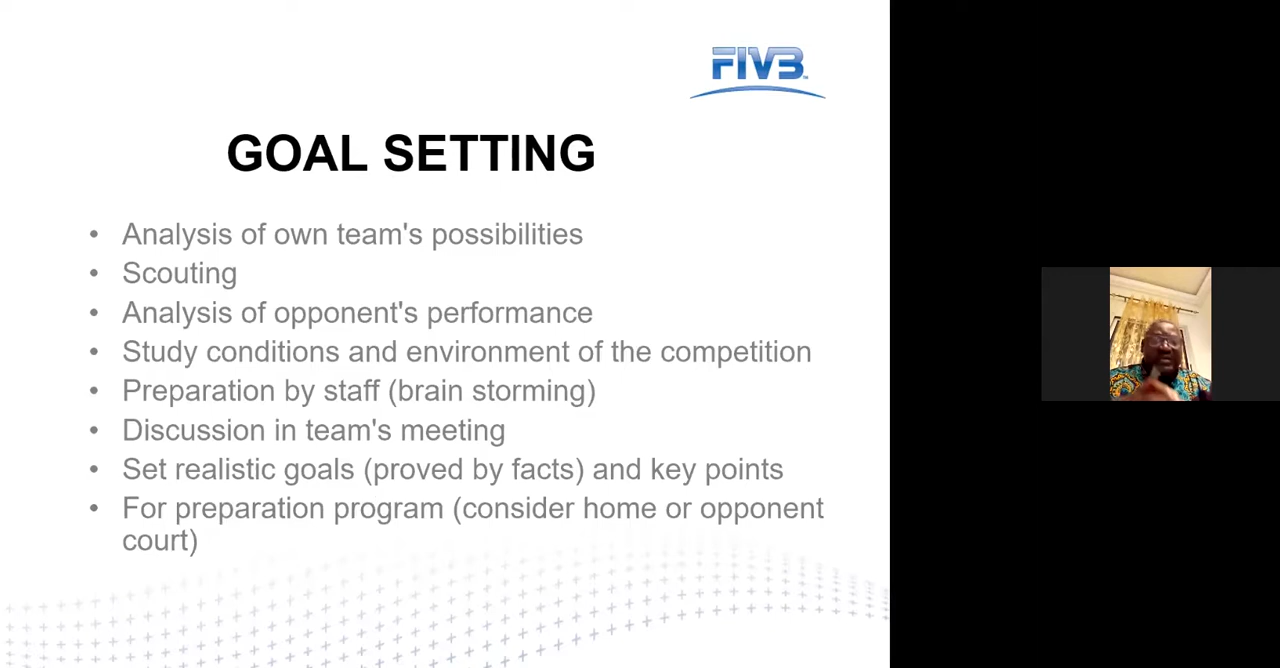 FIVB™
GOAL SETTING
• Analysis of own team's possibilities
• Scouting
• Analysis of opponent's performance
• Study conditions and environment of the competition
• Preparation by staff (brain storming)
• Discussion in team's meeting
• Set realistic goals (proved by facts) and key points
• For preparation program (consider home or opponent
court)